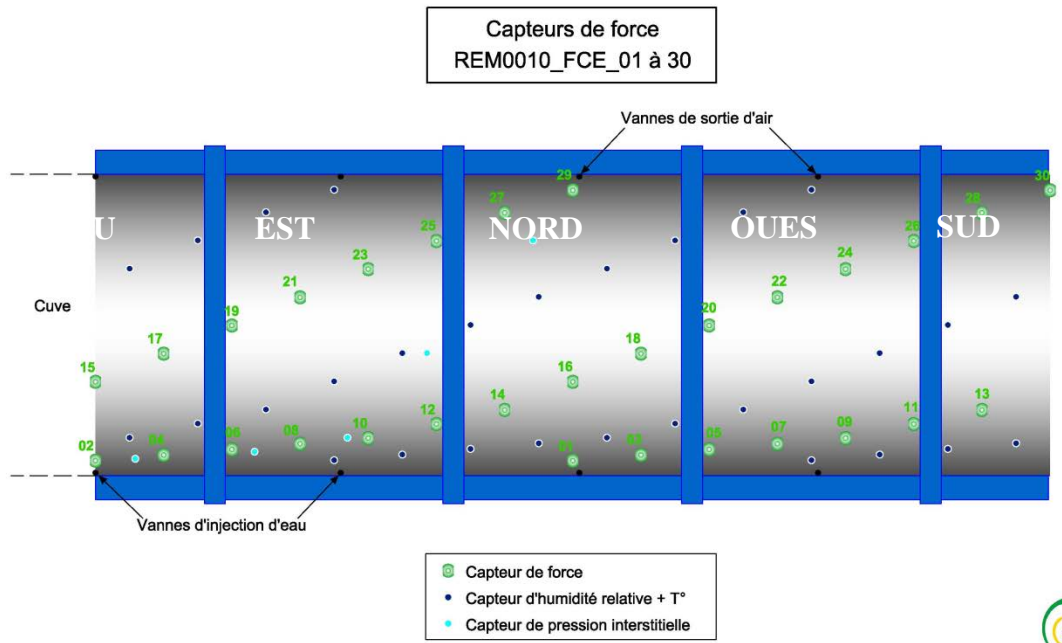 Capteurs de force
REM0010_FCE_01 à 30
Vannes de sortie d'air
29
30
27
28
U
EST
NORD
OUES
SUD
25
26
23
24
21
22
Cuve
19
20
17
18
15
16
14
13
12
11
10
09
08
07
06
05
04
03
02
01
Vannes d'injection d'eau
Capteur de force
Capteur d'humidité relative + T°
Capteur de pression interstitielle